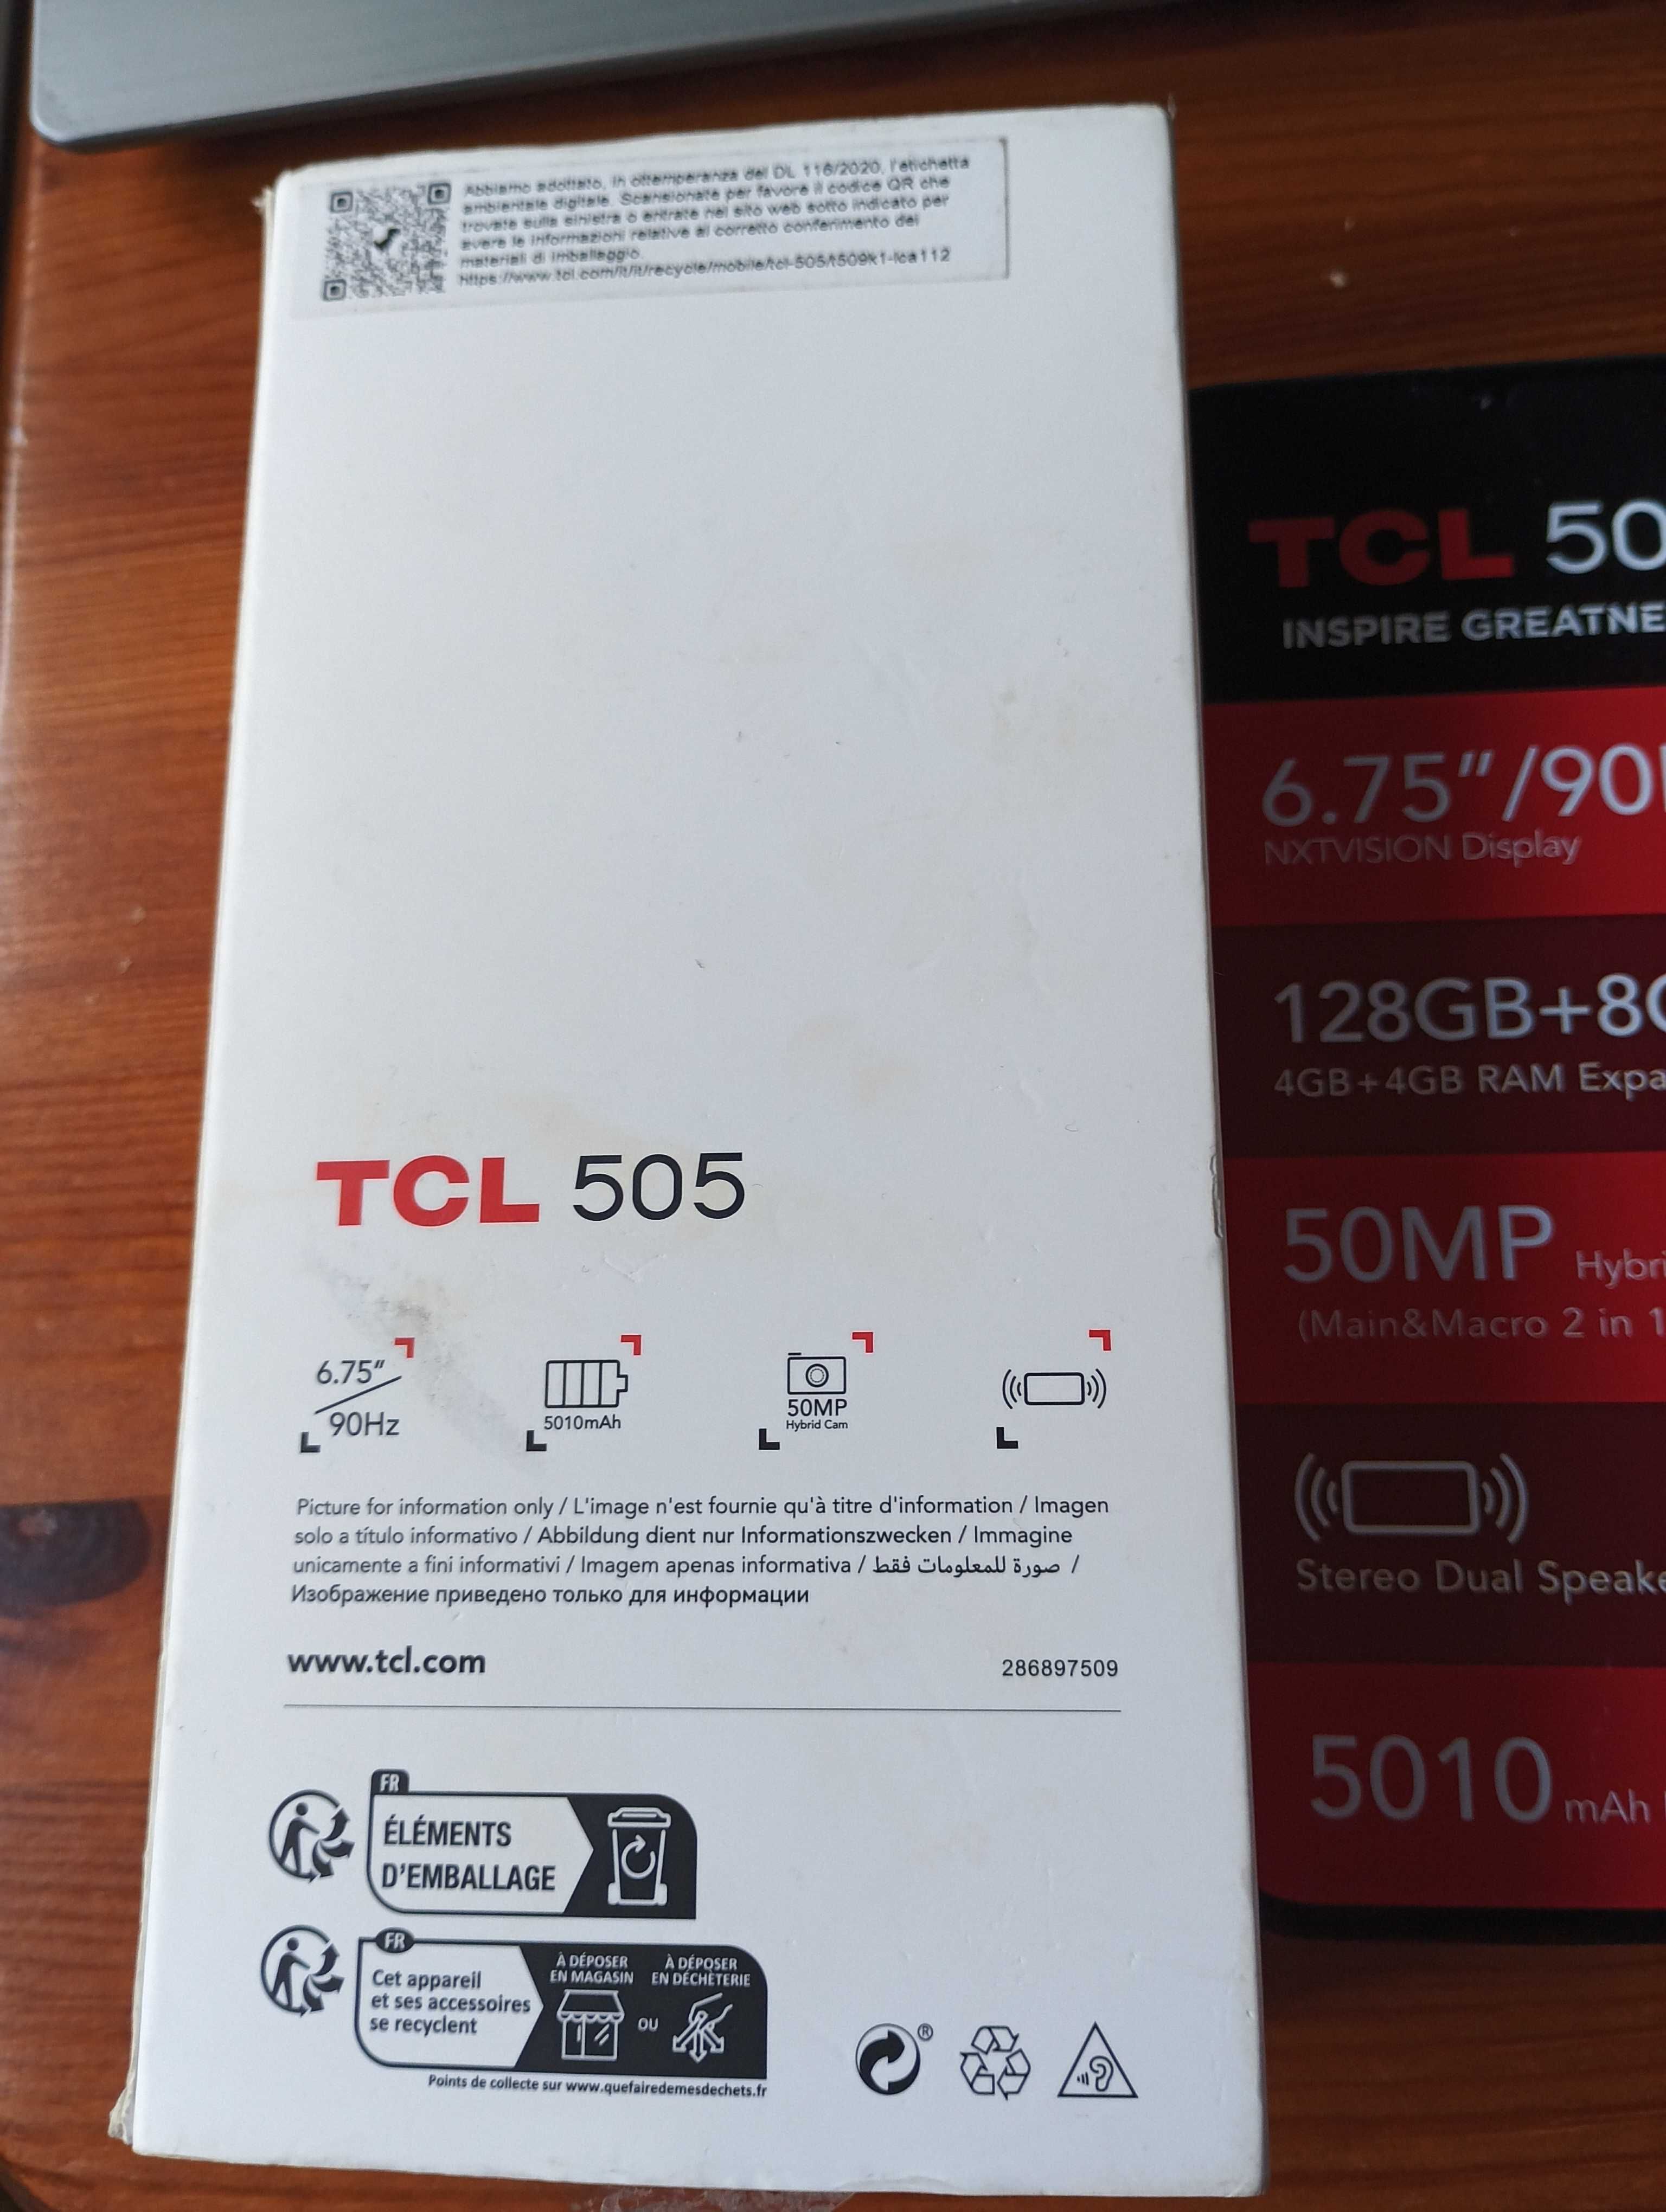 Abbiamo adottato, in ottemperanza del DL 116/2020, l'etichetta
ambientale digitale. Scansionate per favore il codice QR che
trovate sulla sinistra o entrate nel sito web sotto indicato per
avere le informazioni relative al corretto conferimento dei
materiali di imballaggio.
https://www.tcl.com/it/it/recycle/mobile/tcl-505/t509k1-lca112
TCL 505
6.75"
90Hz
5010mAh
50MP
Hybrid Cam
Picture for information only / L'image n'est fournie qu'à titre d'information / Imagen
solo a título informativo / Abbildung dient nur Informationszwecken / Immagine
unicamente a fini informativi / Imagem apenas informativa / صورة للمعلومات فقط /
Изображение приведено только для информации
www.tcl.com
286897509
FR
ÉLÉMENTS
D'EMBALLAGE
FR
Cet appareil
et ses accessoires
se recyclent
À DÉPOSER
EN MAGASIN
OU
À DÉPOSER
EN DÉCHÈTERIE
Points de collecte sur www.quefairedemesdechets.fr
®
TCL 50
INSPIRE GREATNE
6.75"/90
NXTVISION Display
128GB+8
4GB+4GB RAM Expa
50MP Hybri
(Main&Macro 2 in 1
Stereo Dual Speake
5010 mAh